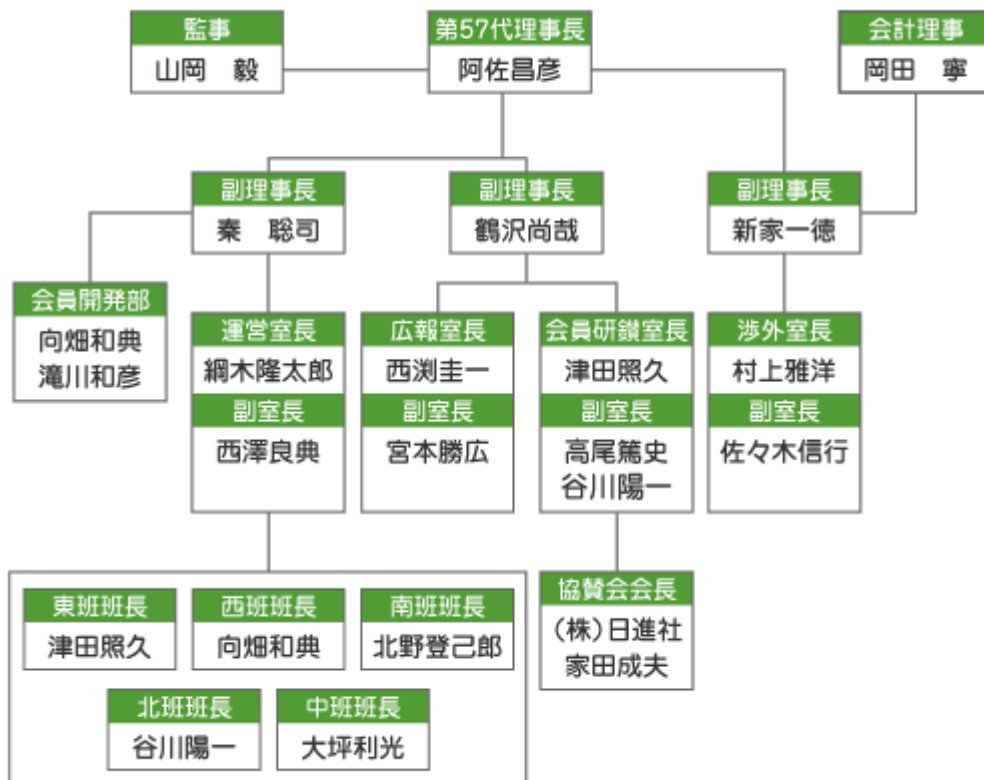 監事
山岡　毅
第57代理事長
阿佐昌彦
会計理事
岡田　寧
副理事長
秦　聡司
副理事長
鶴沢尚哉
副理事長
新家一徳
会員開発部
向畑和典
滝川和彦
運営室長
綱木隆太郎
副室長
西澤良典
広報室長
西渕圭一
副室長
宮本勝広
会員研鑚室長
津田照久
副室長
高尾篤史
谷川陽一
渉外室長
村上雅洋
副室長
佐々木信行
東班班長
津田照久
西班班長
向畑和典
南班班長
北野登己郎
北班班長
谷川陽一
中班班長
大坪利光
協賛会会長
(株)日進社
家田成夫